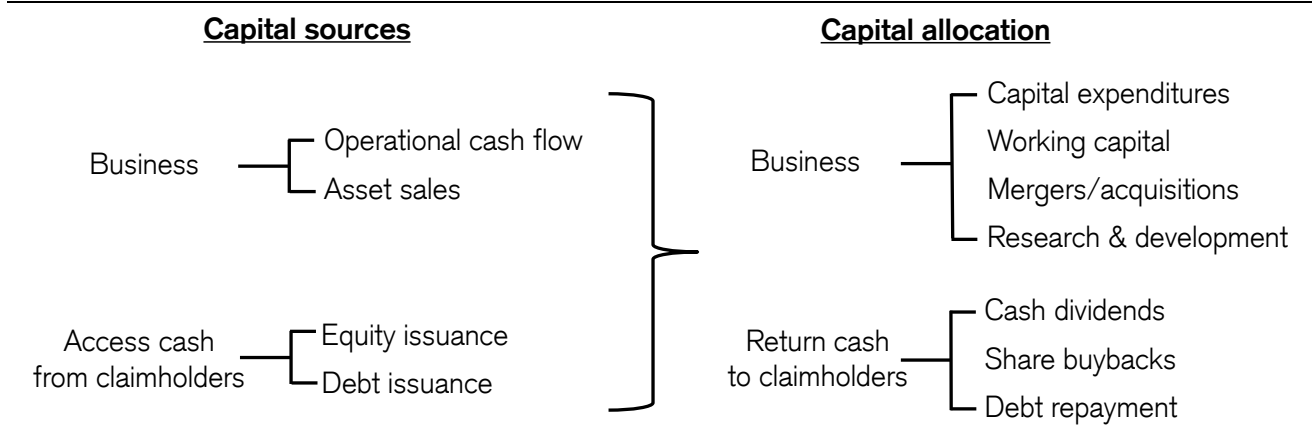 Capital sources
Business
Operational cash flow
Asset sales
Access cash
from claimholders
Equity issuance
Debt issuance
Capital allocation
Business
Capital expenditures
Working capital
Mergers/acquisitions
Research & development
Return cash
to claimholders
Cash dividends
Share buybacks
Debt repayment